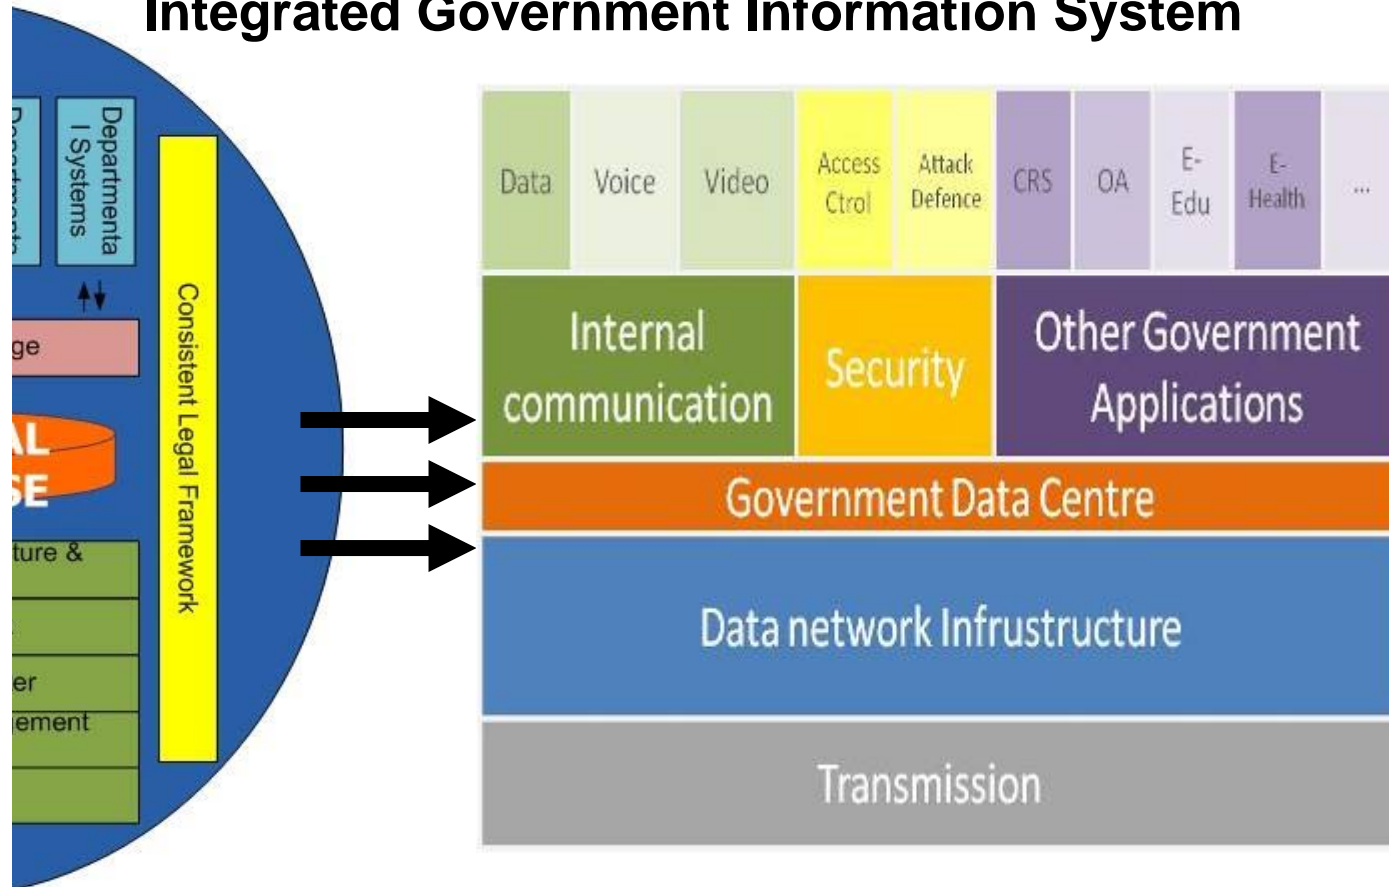 Integrated Government Information System
Departmenta
l Systems
ge
AL
SE
ture &
er
ement
Consistent Legal Framework
Data
Voice
Video
Access
Ctrol
Attack
Defence
CRS
OA
E-
Edu
E-
Health
...
Internal
communication
Security
Other Government
Applications
Government Data Centre
Data network Infrustructure
Transmission